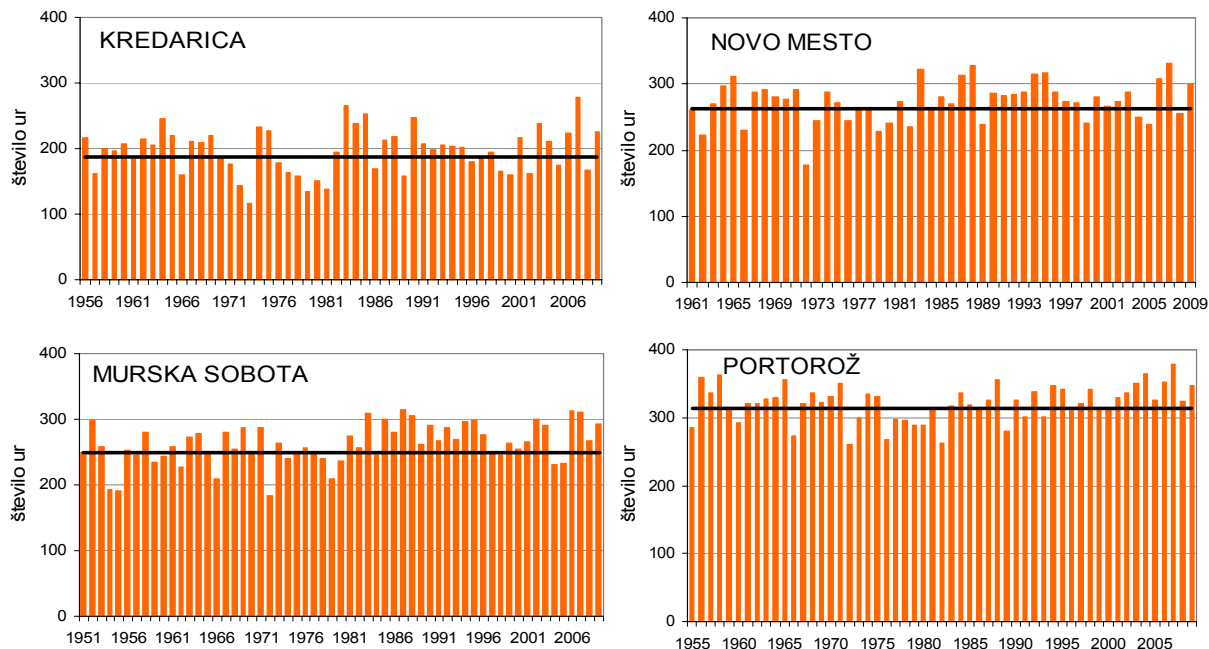 KREDARICA
število ur
400
300
200
100
0
1956 1961 1966 1971 1976 1981 1986 1991 1996 2001 2006
NOVO MESTO
število ur
400
300
200
100
0
1961 1965 1969 1973 1977 1981 1985 1989 1993 1997 2001 2005 2009
MURSKA SOBOTA
število ur
400
300
200
100
0
1951 1956 1961 1966 1971 1976 1981 1986 1991 1996 2001 2006
PORTOROŽ
število ur
400
300
200
100
0
1955 1960 1965 1970 1975 1980 1985 1990 1995 2000 2005